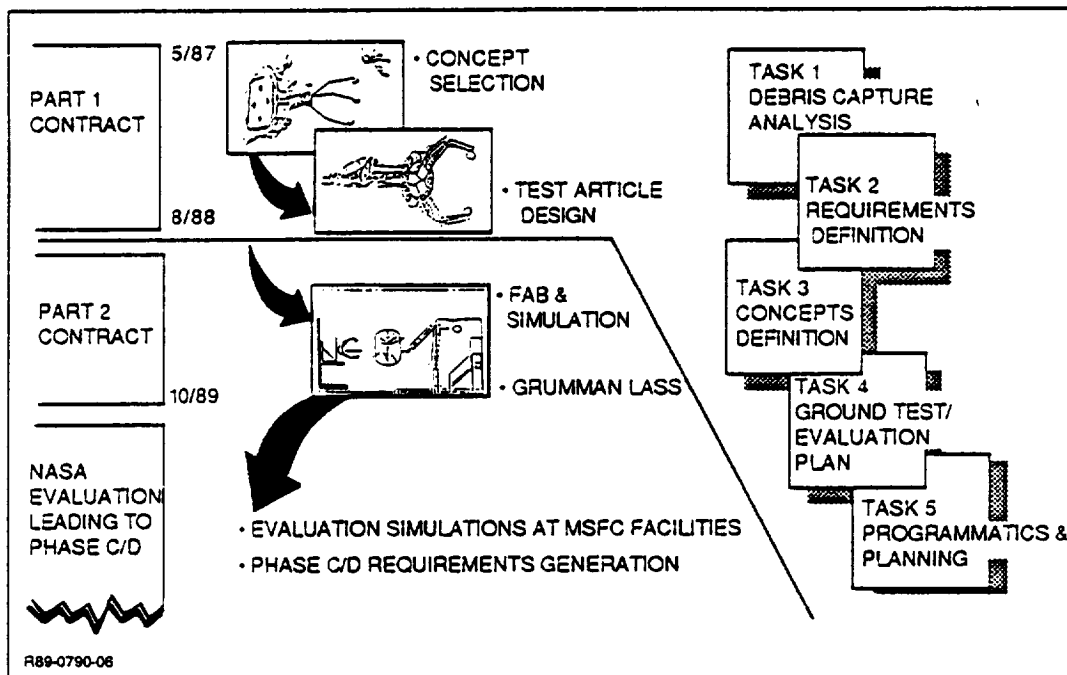 PART 1
CONTRACT
5/87
8/88
• CONCEPT
SELECTION
• TEST ARTICLE
DESIGN
PART 2
CONTRACT
10/89
• FAB &
SIMULATION
• GRUMMAN LASS
NASA
EVALUATION
LEADING TO
PHASE C/D
• EVALUATION SIMULATIONS AT MSFC FACILITIES
• PHASE C/D REQUIREMENTS GENERATION
TASK 1
DEBRIS CAPTURE
ANALYSIS
TASK 2
REQUIREMENTS
DEFINITION
TASK 3
CONCEPTS
DEFINITION
TASK 4
GROUND TEST/
EVALUATION
PLAN
TASK 5
PROGRAMMATICS &
PLANNING
R89-0790-06